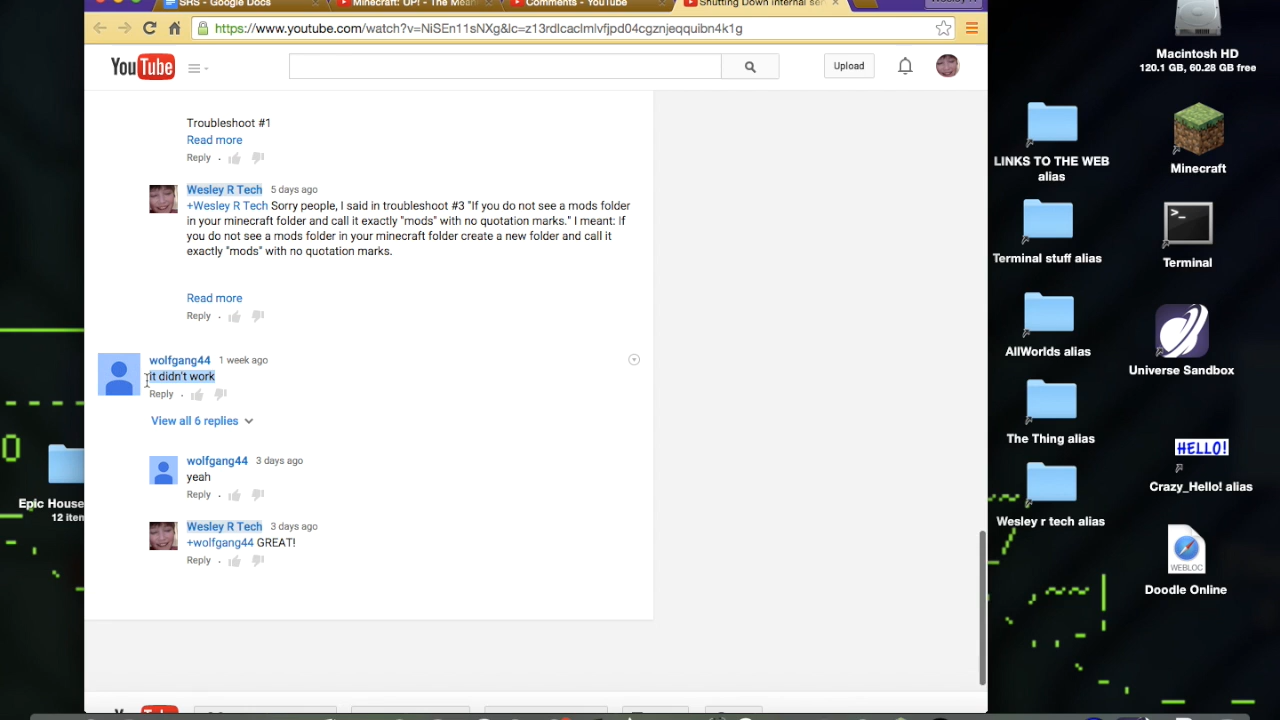 SRS - Google Docs
Minecraft: UP! - The Mean
Comments - YouTube
Shutting Down Internal ser
Wesley R
https://www.youtube.com/watch?v=NiSEn11sNXg&lc=z13rdlcaclmlvfjpd04cgznjeqquibn4k1g
YouTube
Upload
Troubleshoot #1
Read more
Reply
Wesley R Tech 5 days ago
+Wesley R Tech Sorry people, I said in troubleshoot #3 "If you do not see a mods folder
in your minecraft folder and call it exactly "mods" with no quotation marks." I meant: If
you do not see a mods folder in your minecraft folder create a new folder and call it
exactly "mods" with no quotation marks.
Read more
Reply
wolfgang44 1 week ago
it didn't work
Reply
View all 6 replies
wolfgang44 3 days ago
yeah
Reply
Wesley R Tech 3 days ago
+wolfgang44 GREAT!
Reply
Epic House
12 iten
Macintosh HD
120.1 GB, 60.28 GB free
LINKS TO THE WEB
alias
Minecraft
Terminal stuff alias
Terminal
AllWorlds alias
Universe Sandbox
The Thing alias
HELLO!
Crazy_Hello! alias
Wesley r tech alias
WEBLOC
Doodle Online